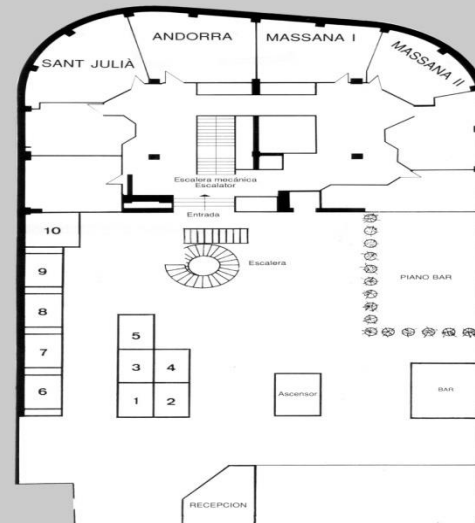 ANDORRA
MASSANA I
SANT JULIÀ
MASSANA II
Escalera mecánica
Escalator
Entrada
10
Escalera
9
PIANO BAR
8
5
7
3 4
6
1 2
Ascensor
BAR
RECEPCION